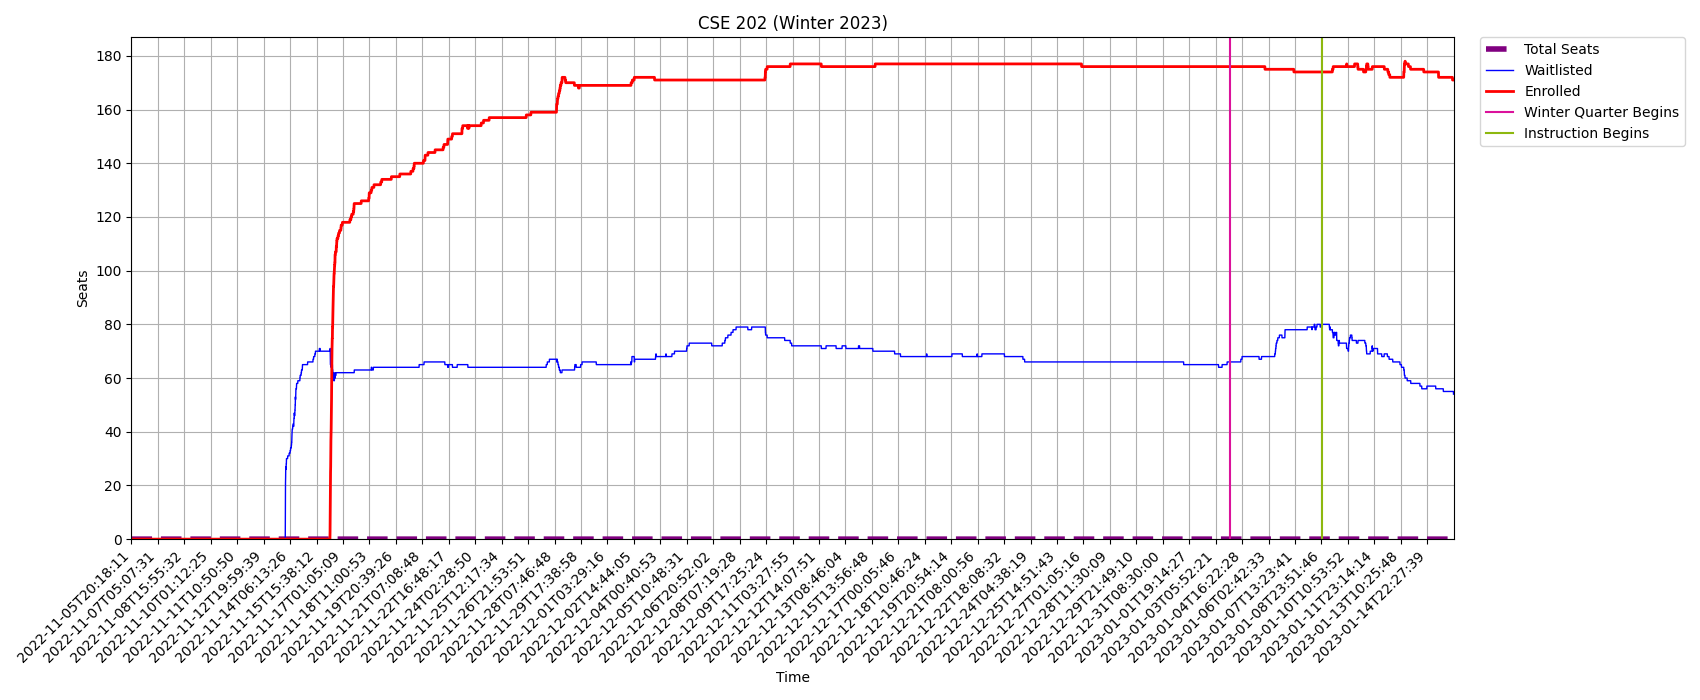 CSE 202 (Winter 2023)
Total Seats
Waitlisted
Enrolled
Winter Quarter Begins
Instruction Begins
180
160
140
120
100
80
60
40
20
0
Seats
2022-11-05T20:18:11
2022-11-07T05:07:31
2022-11-08T15:55:32
2022-11-10T01:12:25
2022-11-11T10:50:50
2022-11-12T19:59:39
2022-11-14T06:13:26
2022-11-15T15:38:12
2022-11-17T01:05:09
2022-11-18T11:00:53
2022-11-19T20:39:26
2022-11-21T07:08:48
2022-11-22T16:48:17
2022-11-24T02:28:50
2022-11-25T12:17:34
2022-11-26T21:53:51
2022-11-28T07:46:48
2022-11-29T17:38:58
2022-12-01T03:29:16
2022-12-02T14:44:05
2022-12-04T00:40:53
2022-12-05T10:48:31
2022-12-06T20:52:02
2022-12-08T07:19:28
2022-12-09T17:25:24
2022-12-11T03:27:55
2022-12-12T14:07:51
2022-12-13T08:46:04
2022-12-15T13:56:48
2022-12-17T00:05:46
2022-12-18T10:46:24
2022-12-19T20:54:14
2022-12-21T08:00:56
2022-12-22T18:08:32
2022-12-24T04:38:19
2022-12-25T14:51:43
2022-12-27T01:05:16
2022-12-28T11:30:09
2022-12-29T21:49:10
2022-12-31T08:30:00
2023-01-01T19:14:27
2023-01-03T05:52:21
2023-01-04T16:22:28
2023-01-06T02:42:33
2023-01-07T13:23:41
2023-01-08T23:51:46
2023-01-10T10:53:52
2023-01-11T23:14:14
2023-01-13T10:25:48
2023-01-14T22:27:39
Time